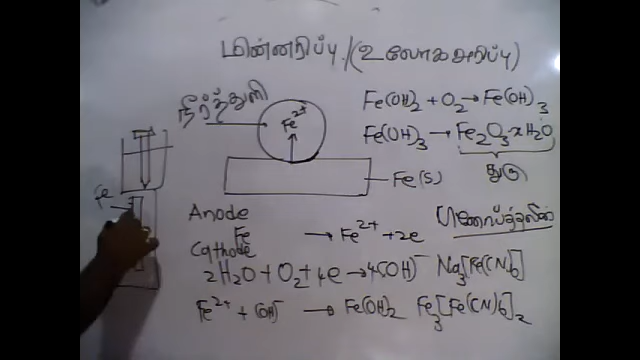 மின்னரிப்பு /(உலோக அரிப்பு)
நீர்த்துளி
Fe²⁺
Fe(OH)₂ + O₂ → Fe(OH)₃
Fe(OH)₃ → Fe₂O₃·xH₂O
துரு
Fe(s)
Fe
Anode
Fe → Fe²⁺ + 2e
Cathode
2H₂O + O₂ + 4e → 4(OH)⁻ Na₃[Fe(CN)₆]
Fe²⁺ + (OH)⁻ → Fe(OH)₂ Fe₃[Fe(CN)₆]₂